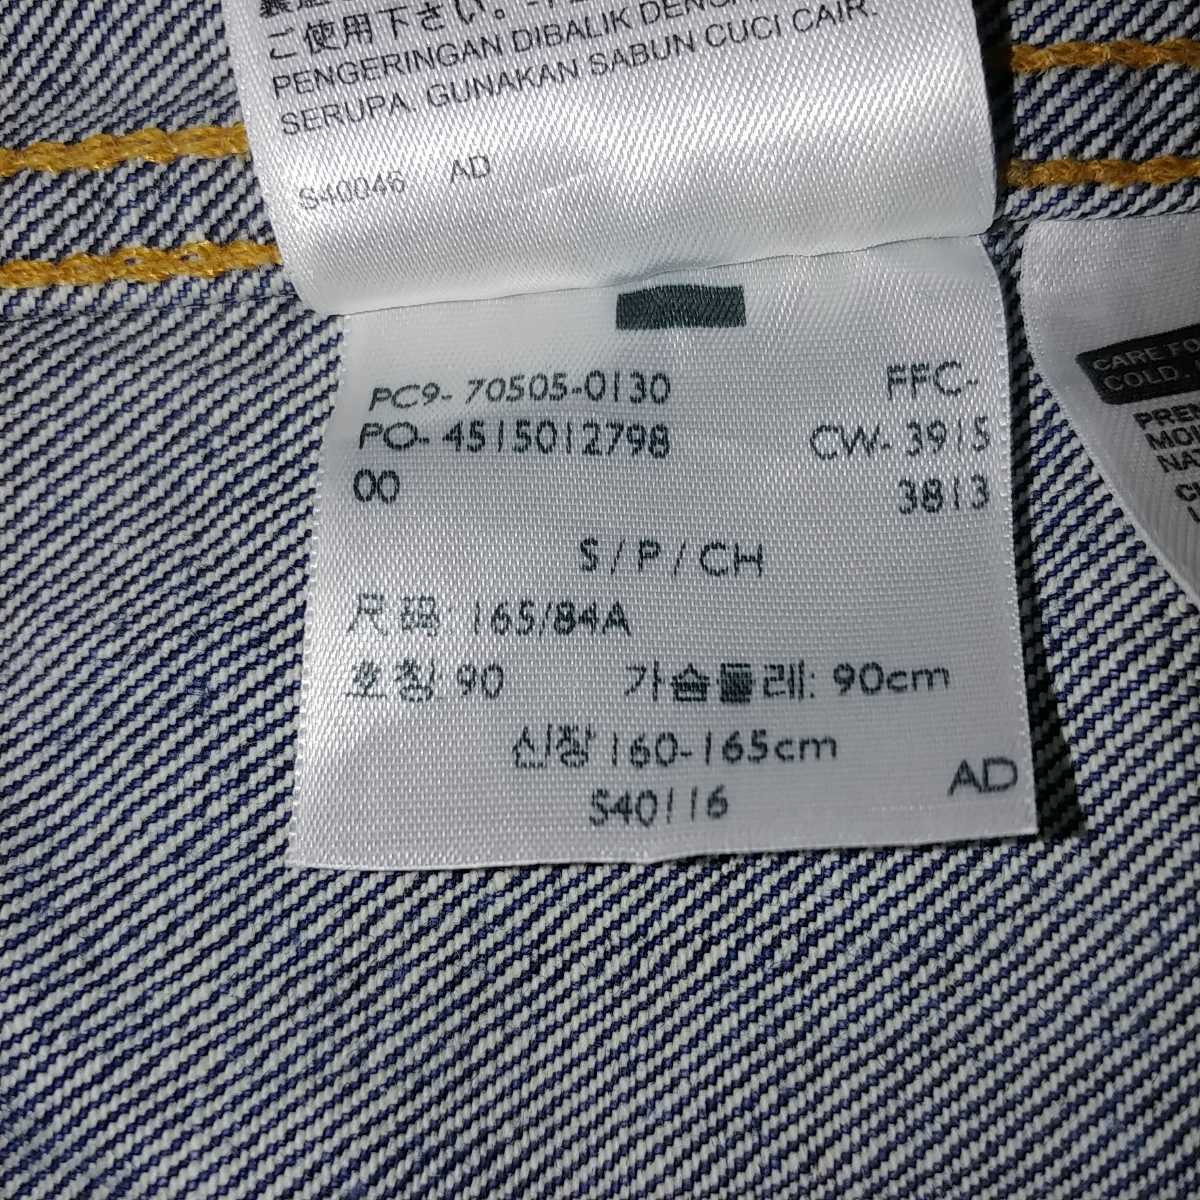 ご使用下さい。
PENGERINGAN DIBALIK
SERUPA. GUNAKAN SABUN CUCI CAIR.
S40046 AD
PC9- 70505-0130 FFC-
PO- 4515012798 CW- 3915
00 3813
S / P / CH
尺码: 165/84A
호칭: 90 가슴둘레: 90cm
신장 160-165cm
S40116 AD
CARE FO
COLD.